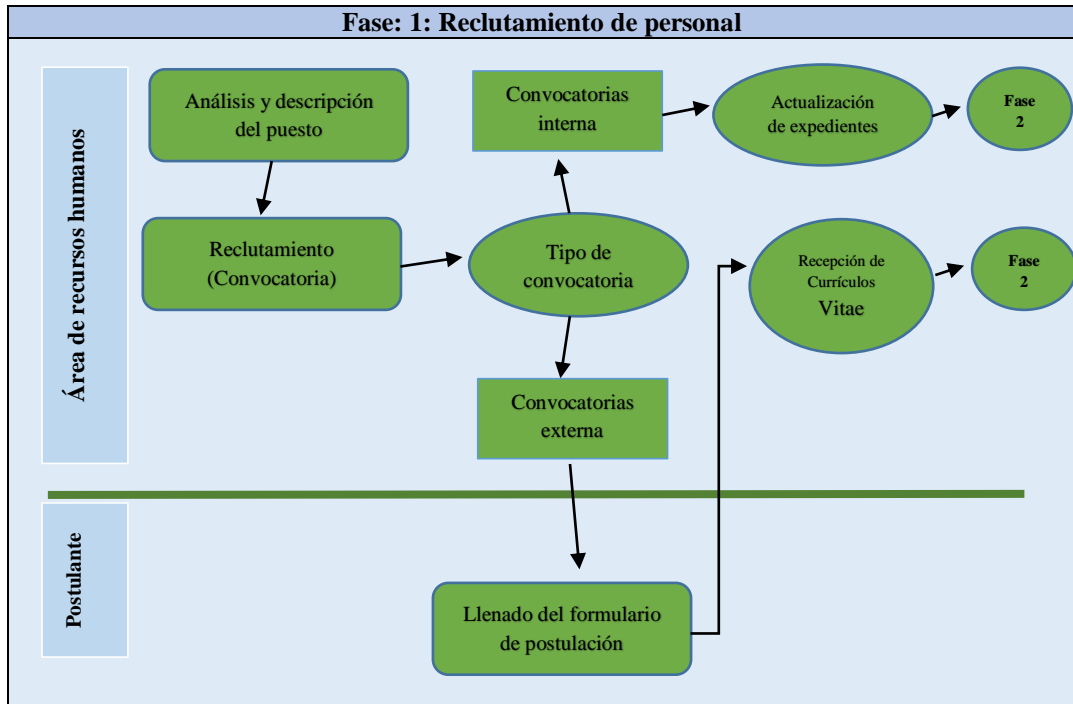 Fase: 1: Reclutamiento de personal
Área de recursos humanos
Análisis y descripción
del puesto
Convocatorias
interna
Actualización
de expedientes
Fase
2
Reclutamiento
(Convocatoria)
Tipo de
convocatoria
Recepción de
Currículos
Vitae
Fase
2
Convocatorias
externa
Postulante
Llenado del formulario
de postulación